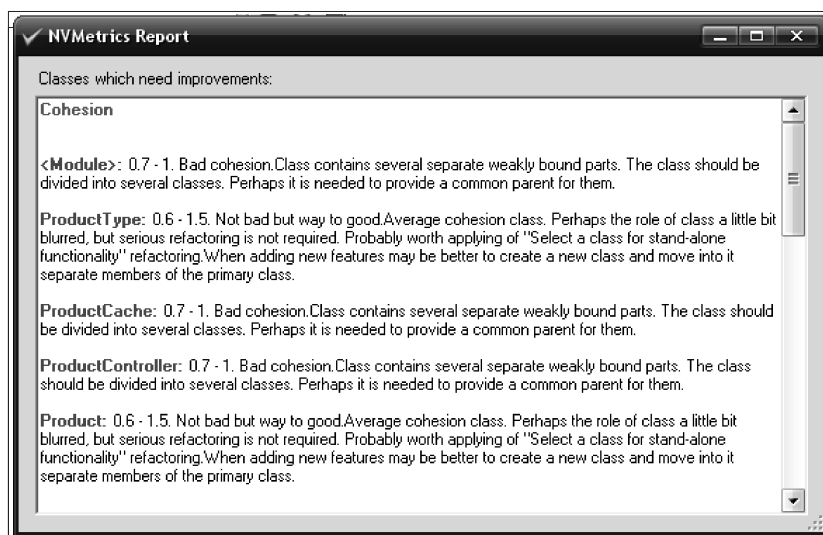 NVMetrics Report
Classes which need improvements:
Cohesion
<Module>: 0.7 - 1. Bad cohesion.Class contains several separate weakly bound parts. The class should be
divided into several classes. Perhaps it is needed to provide a common parent for them.
ProductType: 0.6 - 1.5. Not bad but way to good.Average cohesion class. Perhaps the role of class a little bit
blurred, but serious refactoring is not required. Probably worth applying of "Select a class for stand-alone
functionality" refactoring.When adding new features may be better to create a new class and move into it
separate members of the primary class.
ProductCache: 0.7 - 1. Bad cohesion.Class contains several separate weakly bound parts. The class should
be divided into several classes. Perhaps it is needed to provide a common parent for them.
ProductController: 0.7 - 1. Bad cohesion.Class contains several separate weakly bound parts. The class
should be divided into several classes. Perhaps it is needed to provide a common parent for them.
Product: 0.6 - 1.5. Not bad but way to good.Average cohesion class. Perhaps the role of class a little bit
blurred, but serious refactoring is not required. Probably worth applying of "Select a class for stand-alone
functionality" refactoring.When adding new features may be better to create a new class and move into it
separate members of the primary class.